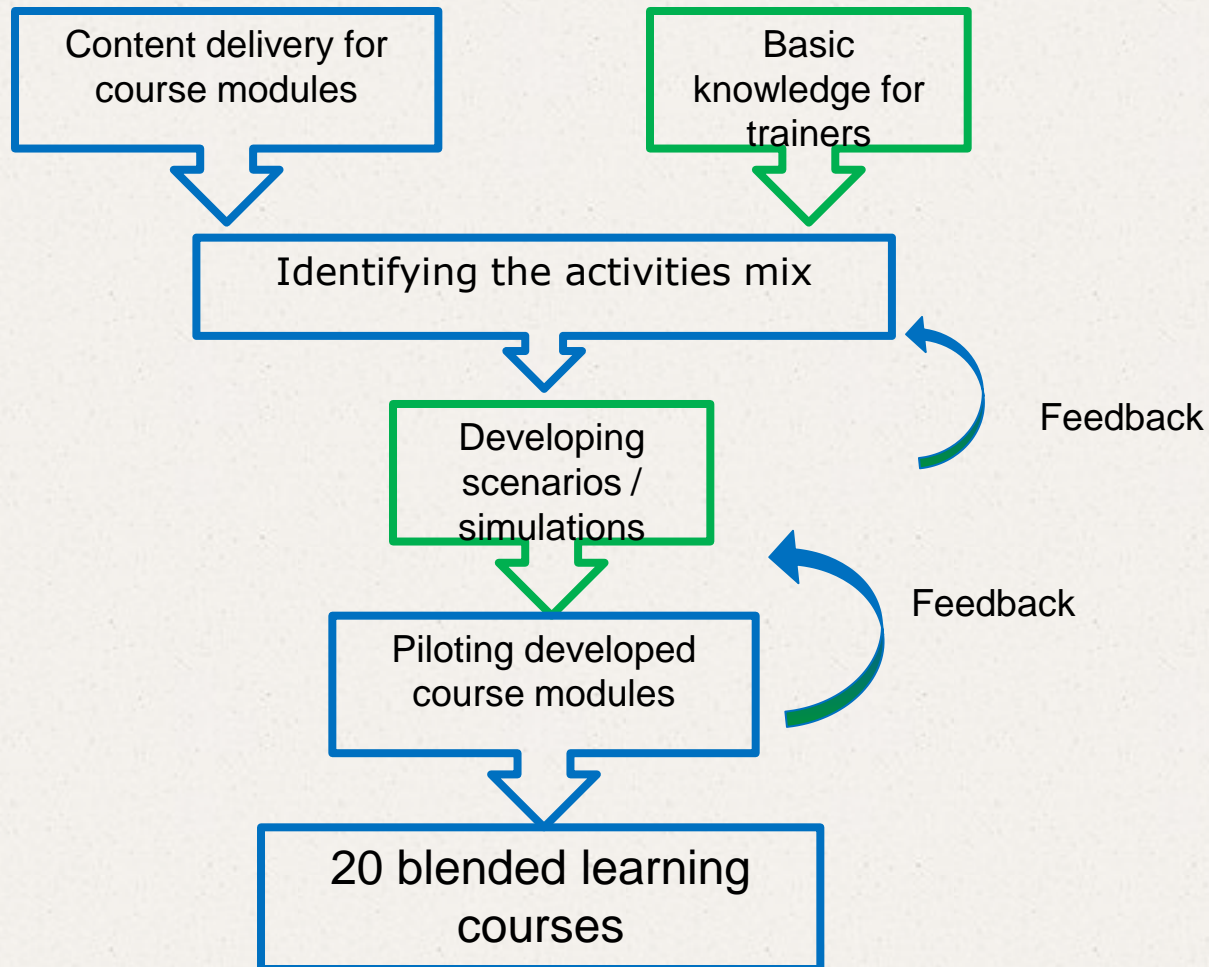 Content delivery for
course modules
Basic
knowledge for
trainers
Identifying the activities mix
Feedback
Developing
scenarios /
simulations
Feedback
Piloting developed
course modules
20 blended learning
courses